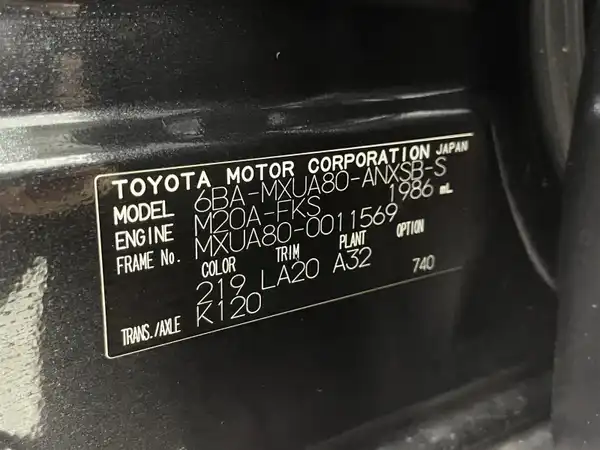 TOYOTA MOTOR CORPORATION JAPAN
MODEL 6BA-MXUA80-ANXSB-S
ENGINE M20A-FKS 1986 mL
FRAME No. MXUA80-0011569
COLOR TRIM PLANT OPTION
219 LA20 A32 740
TRANS./AXLE K120